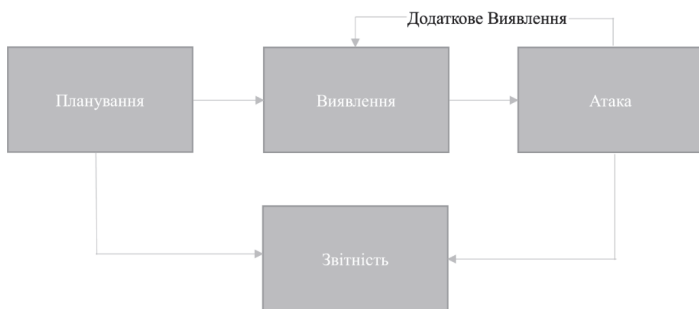 Додаткове Виявлення
Планування
Виявлення
Атака
Звітність